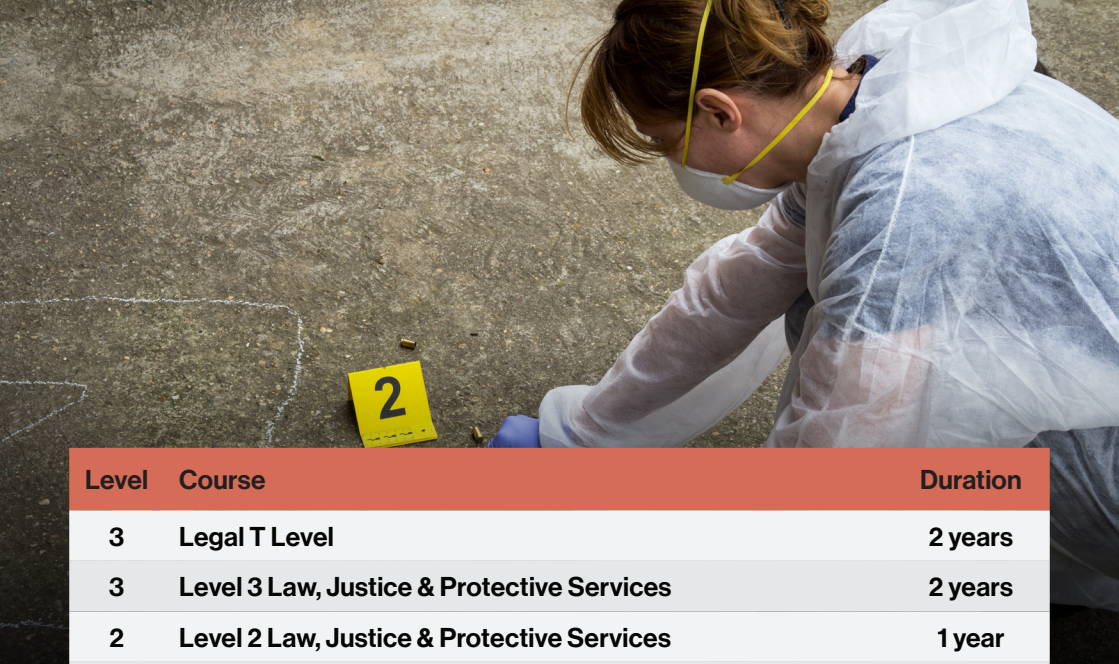 2
Level Course Duration
3 Legal T Level 2 years
3 Level 3 Law, Justice & Protective Services 2 years
2 Level 2 Law, Justice & Protective Services 1 year